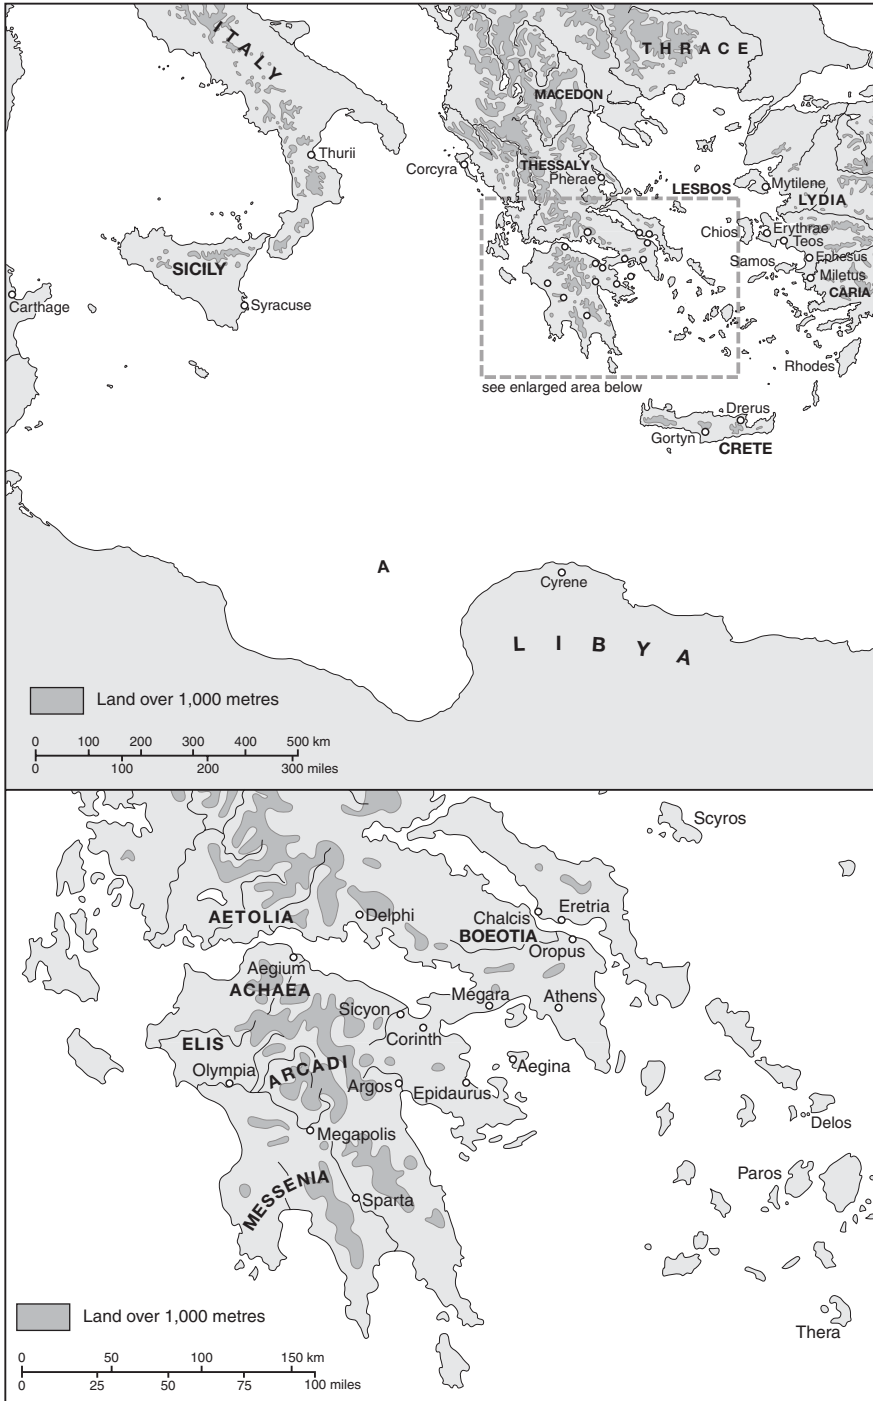 ITALY
THRACE
MACEDON
Thurii
Corcyra
THESSALY
Pherae
LESBOS
Mytilene
LYDIA
Chios
Erythrae
Teos
Samos
Ephesus
Miletus
CARIA
SICILY
Carthage
Syracuse
Rhodes
see enlarged area below
Drerus
Gortyn
CRETE
A
Cyrene
LIBYA
Land over 1,000 metres
0 100 200 300 400 500 km
0 100 200 300 miles
Scyros
AETOLIA
Delphi
Chalcis
Eretria
BOEOTIA
Oropus
Aegium
ACHAEA
Sicyon
Megara
Athens
Corinth
ELIS
Olympia
ARCADI
Argos
Epidaurus
Aegina
Delos
Megapolis
MESSENIA
Sparta
Paros
Thera
Land over 1,000 metres
0 50 100 150 km
0 25 50 75 100 miles